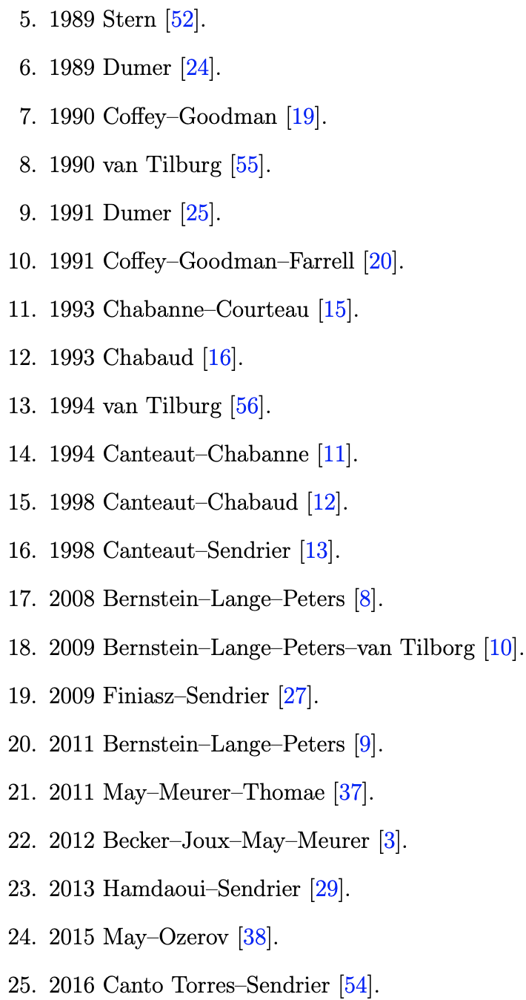 5. 1989 Stern [52].
6. 1989 Dumer [24].
7. 1990 Coffey–Goodman [19].
8. 1990 van Tilburg [55].
9. 1991 Dumer [25].
10. 1991 Coffey–Goodman–Farrell [20].
11. 1993 Chabanne–Courteau [15].
12. 1993 Chabaud [16].
13. 1994 van Tilburg [56].
14. 1994 Canteaut–Chabanne [11].
15. 1998 Canteaut–Chabaud [12].
16. 1998 Canteaut–Sendrier [13].
17. 2008 Bernstein–Lange–Peters [8].
18. 2009 Bernstein–Lange–Peters–van Tilborg [10].
19. 2009 Finiasz–Sendrier [27].
20. 2011 Bernstein–Lange–Peters [9].
21. 2011 May–Meurer–Thomae [37].
22. 2012 Becker–Joux–May–Meurer [3].
23. 2013 Hamdaoui–Sendrier [29].
24. 2015 May–Ozerov [38].
25. 2016 Canto Torres–Sendrier [54].